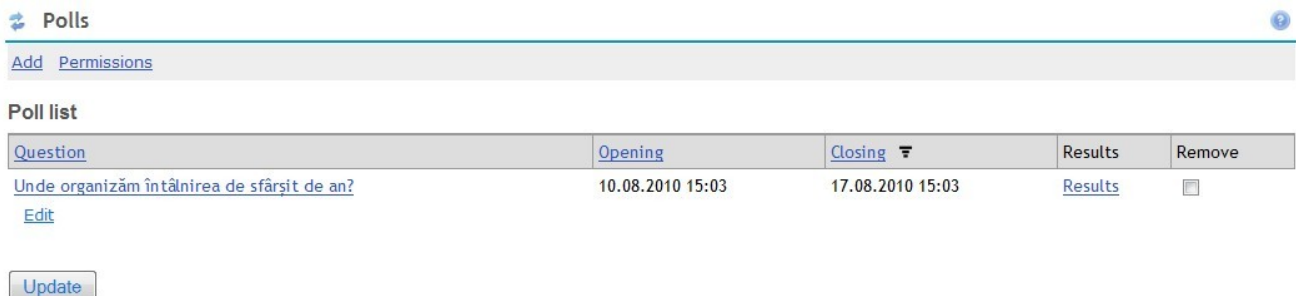 Polls
Add Permissions
Poll list
Question Opening Closing Results Remove
Unde organizăm întâlnirea de sfârșit de an? 10.08.2010 15:03 17.08.2010 15:03 Results
Edit
Update